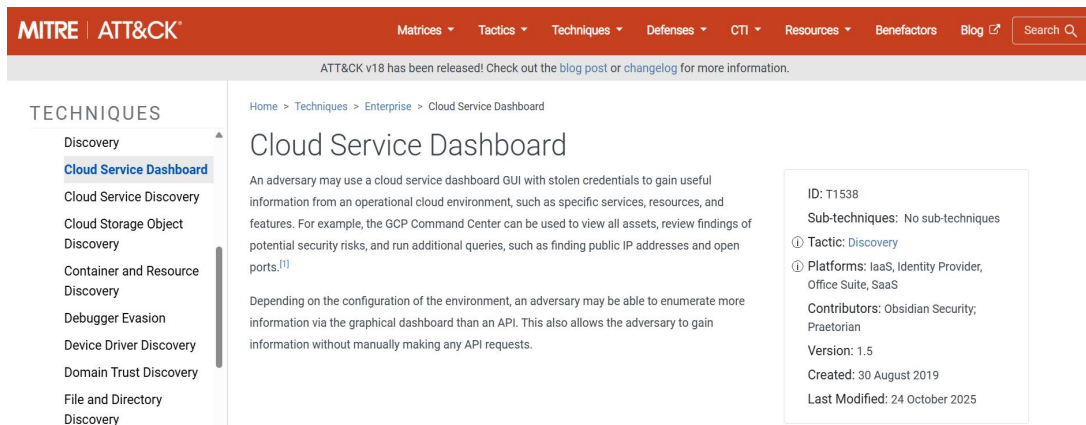 MITRE | ATT&CK®
Matrices Tactics Techniques Defenses CTI Resources Benefactors Blog Search
ATT&CK v18 has been released! Check out the blog post or changelog for more information.
TECHNIQUES
Discovery
Cloud Service Dashboard
Cloud Service Discovery
Cloud Storage Object
Discovery
Container and Resource
Discovery
Debugger Evasion
Device Driver Discovery
Domain Trust Discovery
File and Directory
Discovery
Home > Techniques > Enterprise > Cloud Service Dashboard
Cloud Service Dashboard
An adversary may use a cloud service dashboard GUI with stolen credentials to gain useful
information from an operational cloud environment, such as specific services, resources, and
features. For example, the GCP Command Center can be used to view all assets, review findings of
potential security risks, and run additional queries, such as finding public IP addresses and open
ports.[1]
Depending on the configuration of the environment, an adversary may be able to enumerate more
information via the graphical dashboard than an API. This also allows the adversary to gain
information without manually making any API requests.
ID: T1538
Sub-techniques: No sub-techniques
Tactic: Discovery
Platforms: IaaS, Identity Provider,
Office Suite, SaaS
Contributors: Obsidian Security;
Praetorian
Version: 1.5
Created: 30 August 2019
Last Modified: 24 October 2025